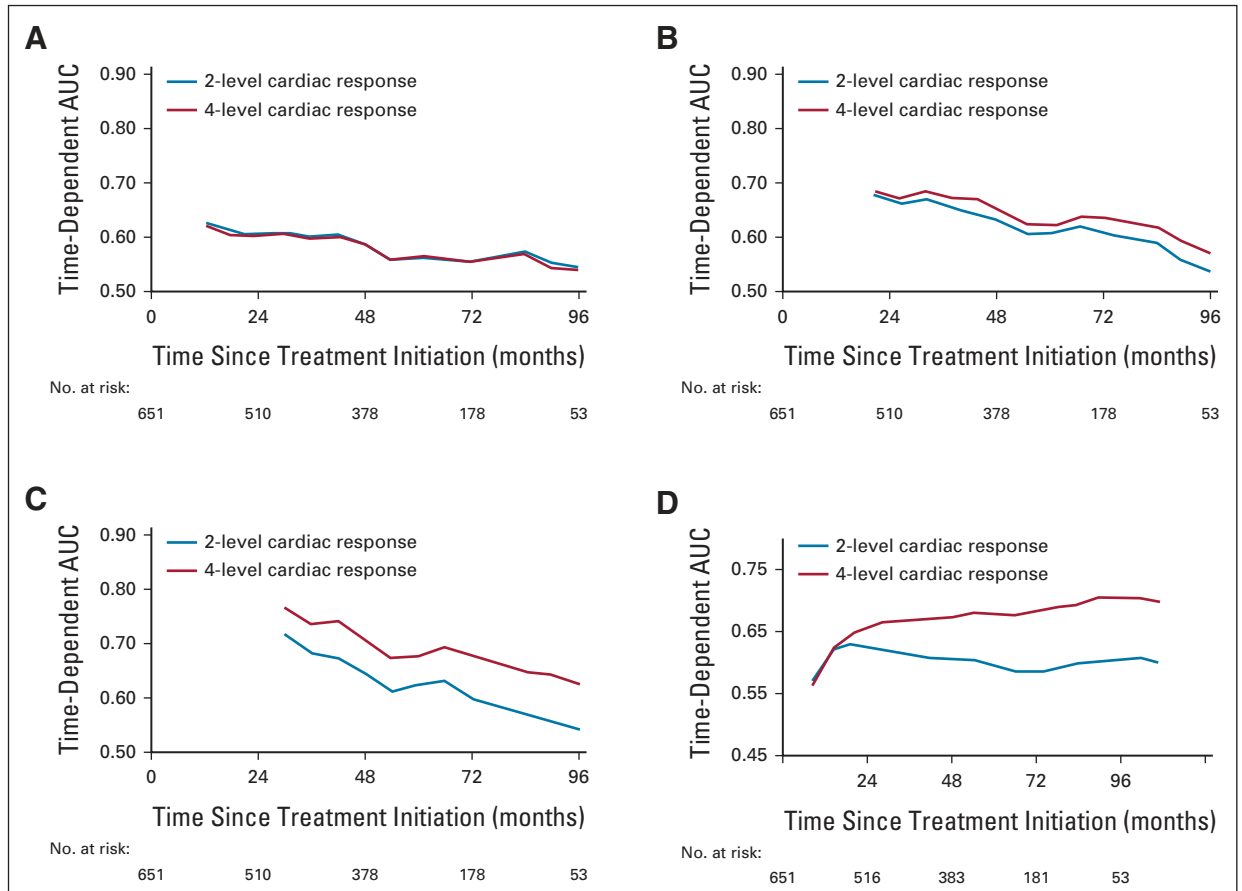 A
Time-Dependent AUC
0.90
0.80
0.70
0.60
0.50
2-level cardiac response
4-level cardiac response
0 24 48 72 96
Time Since Treatment Initiation (months)
No. at risk:
651 510 378 178 53
B
Time-Dependent AUC
0.90
0.80
0.70
0.60
0.50
2-level cardiac response
4-level cardiac response
0 24 48 72 96
Time Since Treatment Initiation (months)
No. at risk:
651 510 378 178 53
C
Time-Dependent AUC
0.90
0.80
0.70
0.60
0.50
2-level cardiac response
4-level cardiac response
0 24 48 72 96
Time Since Treatment Initiation (months)
No. at risk:
651 510 378 178 53
D
Time-Dependent AUC
0.75
0.65
0.55
0.45
2-level cardiac response
4-level cardiac response
24 48 72 96
Time Since Treatment Initiation (months)
No. at risk:
651 516 383 181 53